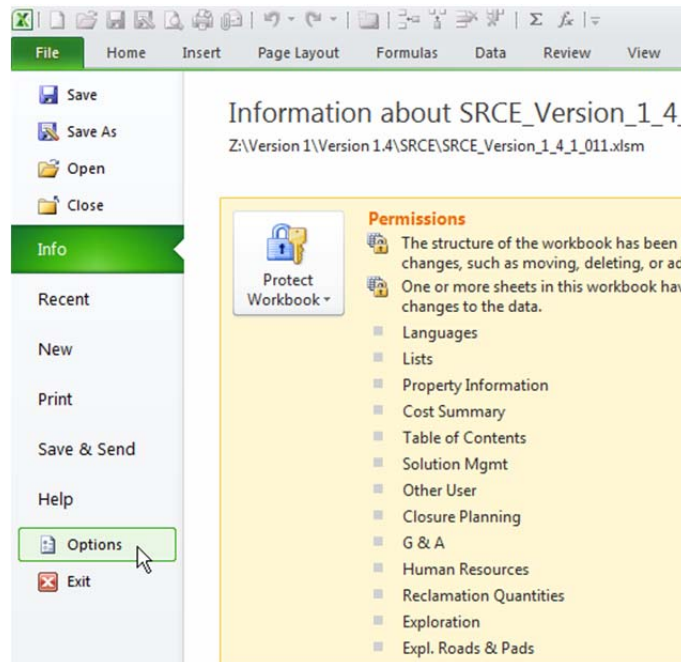 File Home Insert Page Layout Formulas Data Review View
Save
Save As
Open
Close
Info
Recent
New
Print
Save & Send
Help
Options
Exit
Information about SRCE_Version_1_4_
Z:\Version 1\Version 1.4\SRCE\SRCE_Version_1_4_1_011.xlsm
Protect
Workbook
Permissions
The structure of the workbook has been
changes, such as moving, deleting, or ad
One or more sheets in this workbook hav
changes to the data.
Languages
Lists
Property Information
Cost Summary
Table of Contents
Solution Mgmt
Other User
Closure Planning
G & A
Human Resources
Reclamation Quantities
Exploration
Expl. Roads & Pads